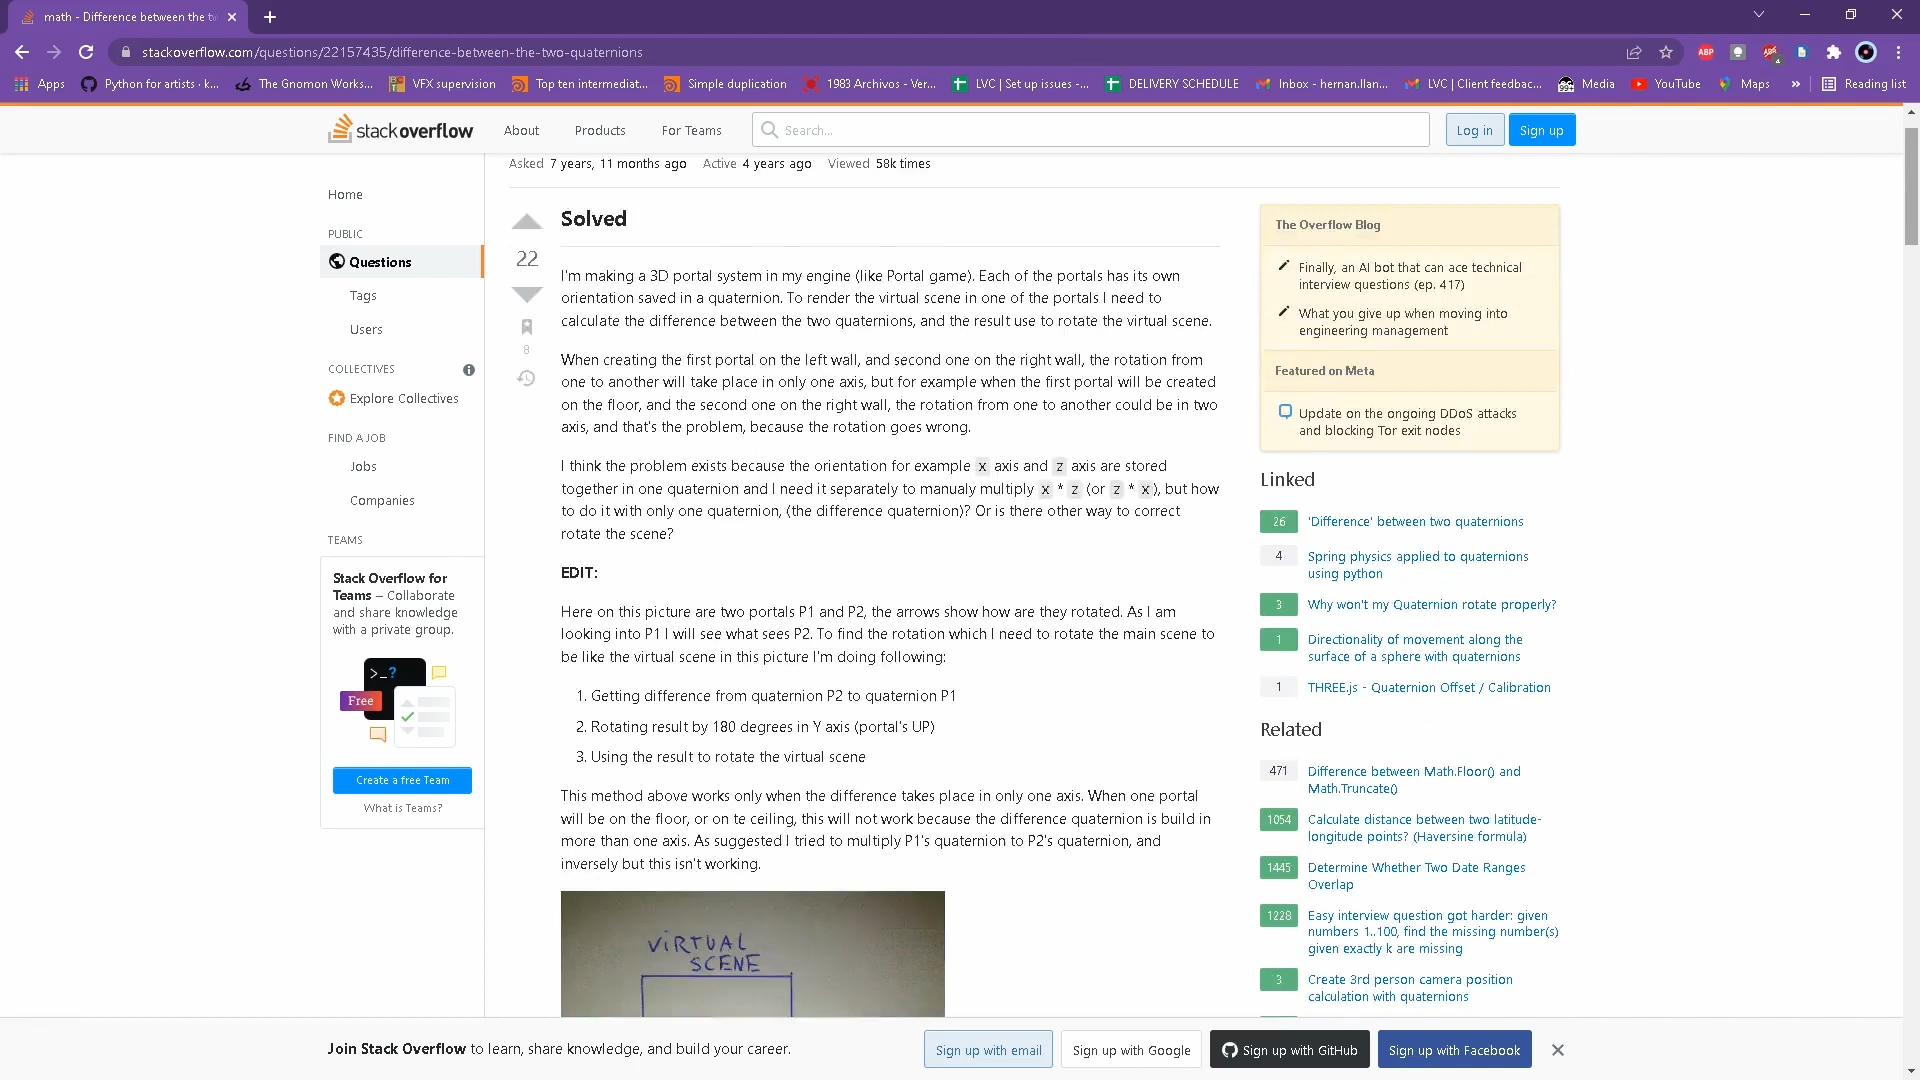 math - Difference between the tw
stackoverflow.com/questions/22157435/difference-between-the-two-quaternions
ABP
4
Apps
Python for artists · k...
The Gnomon Works...
VFX supervision
Top ten intermediat...
Simple duplication
1983 Archivos - Ver...
LVC | Set up issues -...
DELIVERY SCHEDULE
Inbox - hernan.llan...
LVC | Client feedbac...
99+
Media
YouTube
Maps
»
Reading list
stackoverflow
About
Products
For Teams
Search...
Log in
Sign up
Asked 7 years, 11 months ago Active 4 years ago Viewed 58k times
Home
PUBLIC
Questions
Tags
Users
COLLECTIVES
Explore Collectives
FIND A JOB
Jobs
Companies
TEAMS
Stack Overflow for
Teams – Collaborate
and share knowledge
with a private group.
>_?
Free
Create a free Team
What is Teams?
22
8
Solved
I'm making a 3D portal system in my engine (like Portal game). Each of the portals has its own
orientation saved in a quaternion. To render the virtual scene in one of the portals I need to
calculate the difference between the two quaternions, and the result use to rotate the virtual scene.
When creating the first portal on the left wall, and second one on the right wall, the rotation from
one to another will take place in only one axis, but for example when the first portal will be created
on the floor, and the second one on the right wall, the rotation from one to another could be in two
axis, and that's the problem, because the rotation goes wrong.
I think the problem exists because the orientation for example x axis and z axis are stored
together in one quaternion and I need it separately to manualy multiply x * z (or z * x), but how
to do it with only one quaternion, (the difference quaternion)? Or is there other way to correct
rotate the scene?
EDIT:
Here on this picture are two portals P1 and P2, the arrows show how are they rotated. As I am
looking into P1 I will see what sees P2. To find the rotation which I need to rotate the main scene to
be like the virtual scene in this picture I'm doing following:
1. Getting difference from quaternion P2 to quaternion P1
2. Rotating result by 180 degrees in Y axis (portal's UP)
3. Using the result to rotate the virtual scene
This method above works only when the difference takes place in only one axis. When one portal
will be on the floor, or on te ceiling, this will not work because the difference quaternion is build in
more than one axis. As suggested I tried to multiply P1's quaternion to P2's quaternion, and
inversely but this isn't working.
VIRTUAL
SCENE
The Overflow Blog
Finally, an AI bot that can ace technical
interview questions (ep. 417)
What you give up when moving into
engineering management
Featured on Meta
Update on the ongoing DDoS attacks
and blocking Tor exit nodes
Linked
26 'Difference' between two quaternions
4 Spring physics applied to quaternions
using python
3 Why won't my Quaternion rotate properly?
1 Directionality of movement along the
surface of a sphere with quaternions
1 THREE.js - Quaternion Offset / Calibration
Related
471 Difference between Math.Floor() and
Math.Truncate()
1054 Calculate distance between two latitude-
longitude points? (Haversine formula)
1445 Determine Whether Two Date Ranges
Overlap
1228 Easy interview question got harder: given
numbers 1..100, find the missing number(s)
given exactly k are missing
3 Create 3rd person camera position
calculation with quaternions
Join Stack Overflow to learn, share knowledge, and build your career.
Sign up with email
Sign up with Google
Sign up with GitHub
Sign up with Facebook